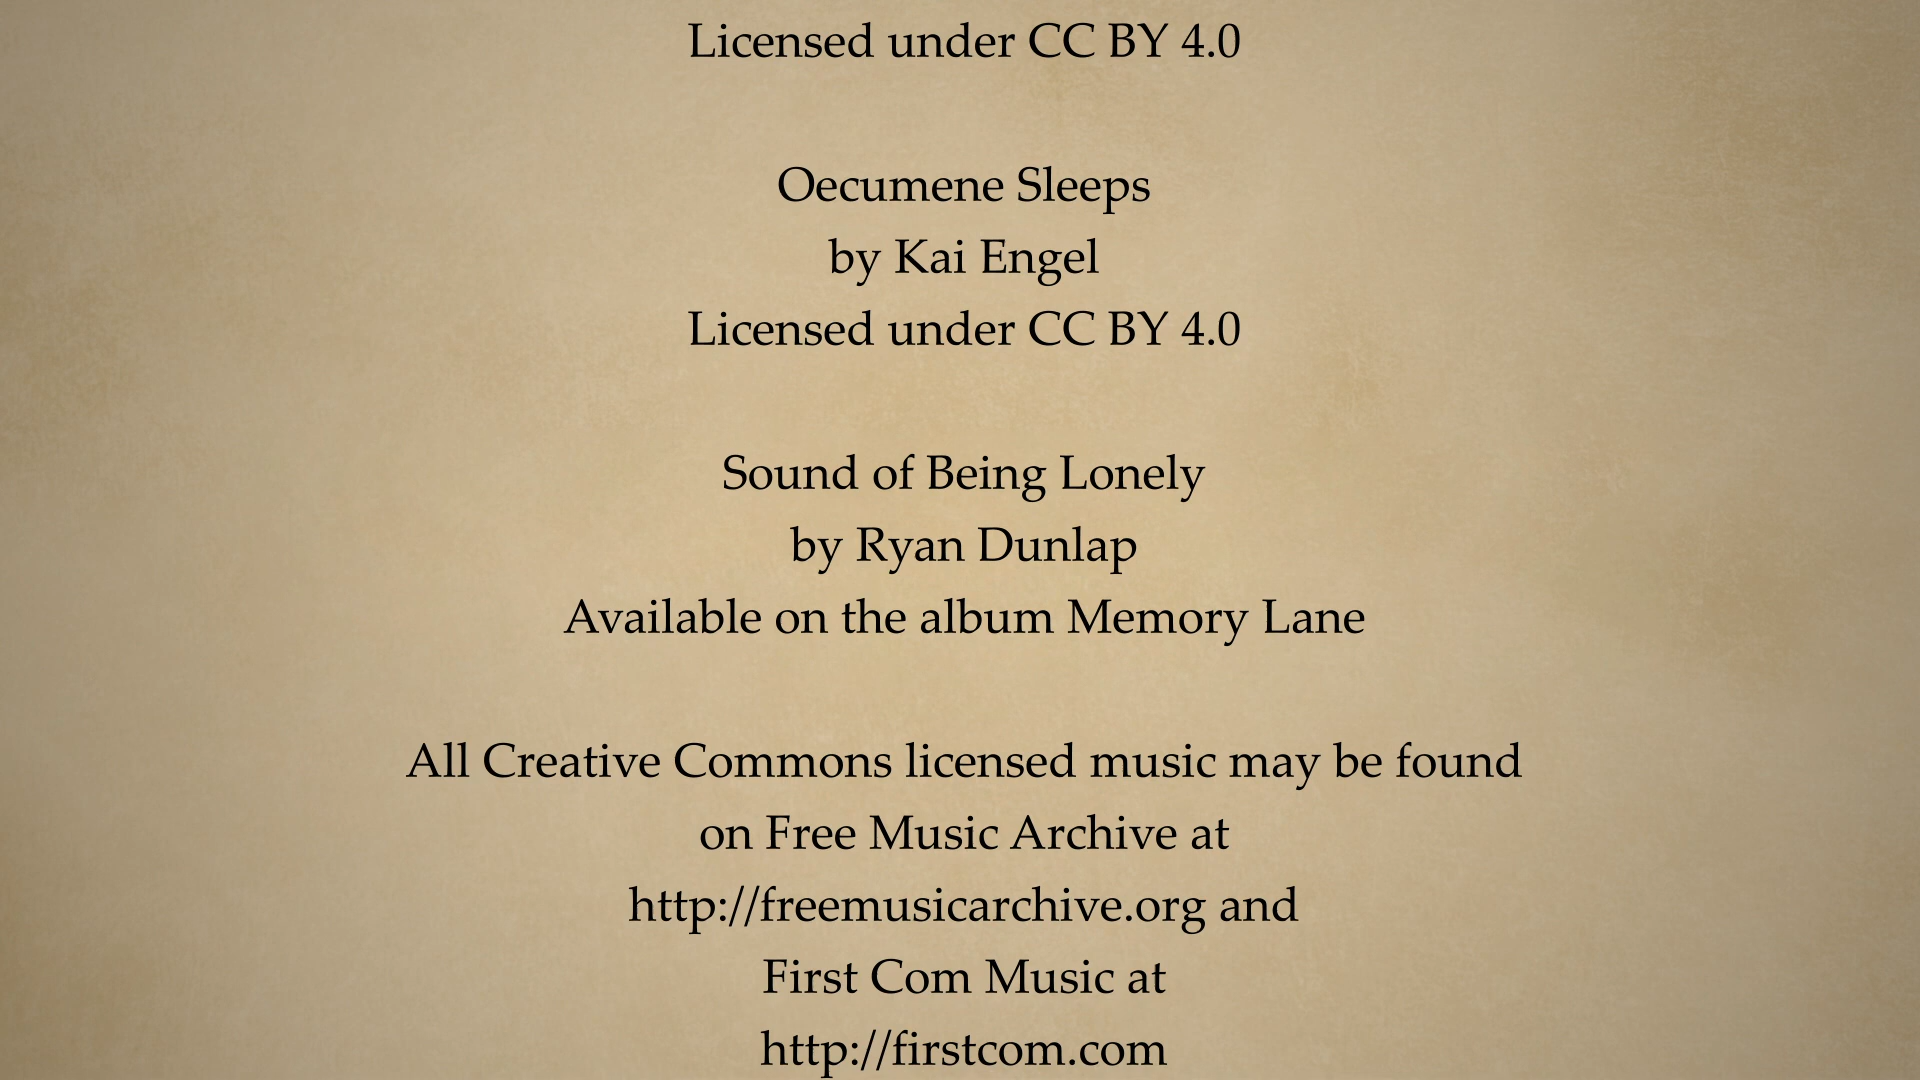 Licensed under CC BY 4.0
Oecumene Sleeps
by Kai Engel
Licensed under CC BY 4.0
Sound of Being Lonely
by Ryan Dunlap
Available on the album Memory Lane
All Creative Commons licensed music may be found
on Free Music Archive at
http://freemusicarchive.org and
First Com Music at
http://firstcom.com